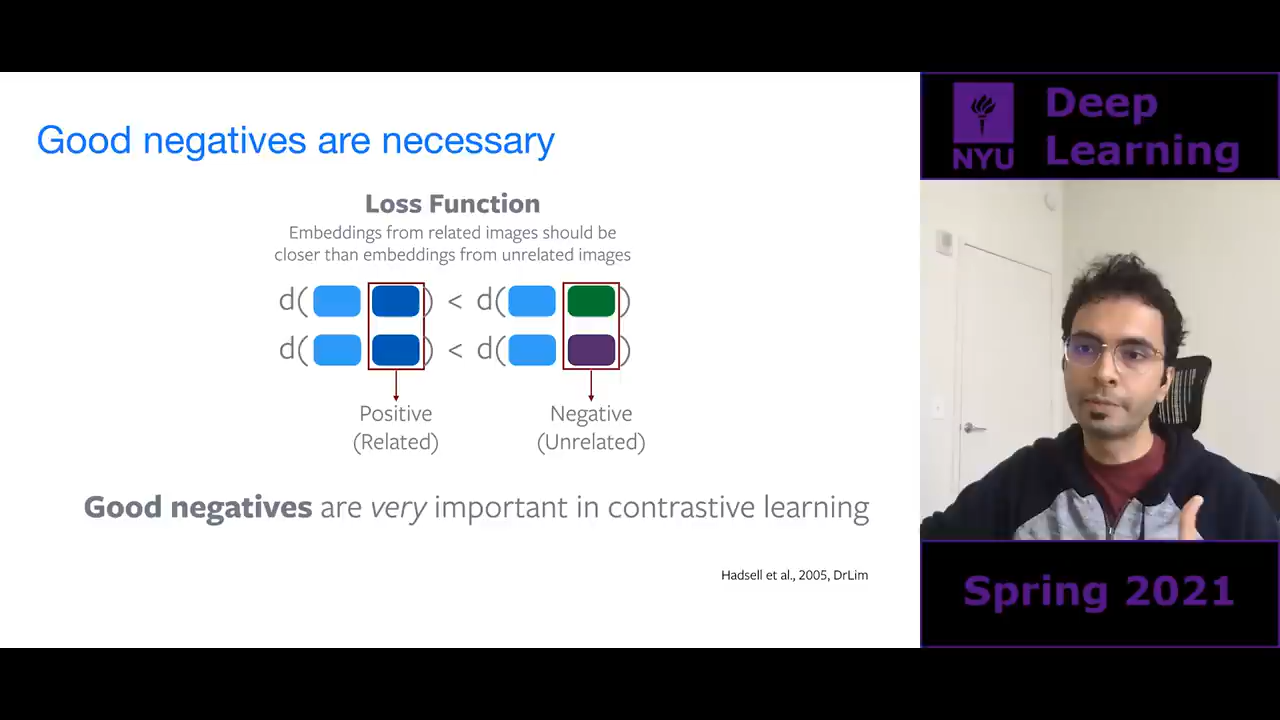 Good negatives are necessary
Loss Function
Embeddings from related images should be
closer than embeddings from unrelated images
d( ) < d( )
d( ) < d( )
Positive
(Related)
Negative
(Unrelated)
Good negatives are very important in contrastive learning
Hadsell et al., 2005, DrLim
NYU
Deep
Learning
Spring 2021